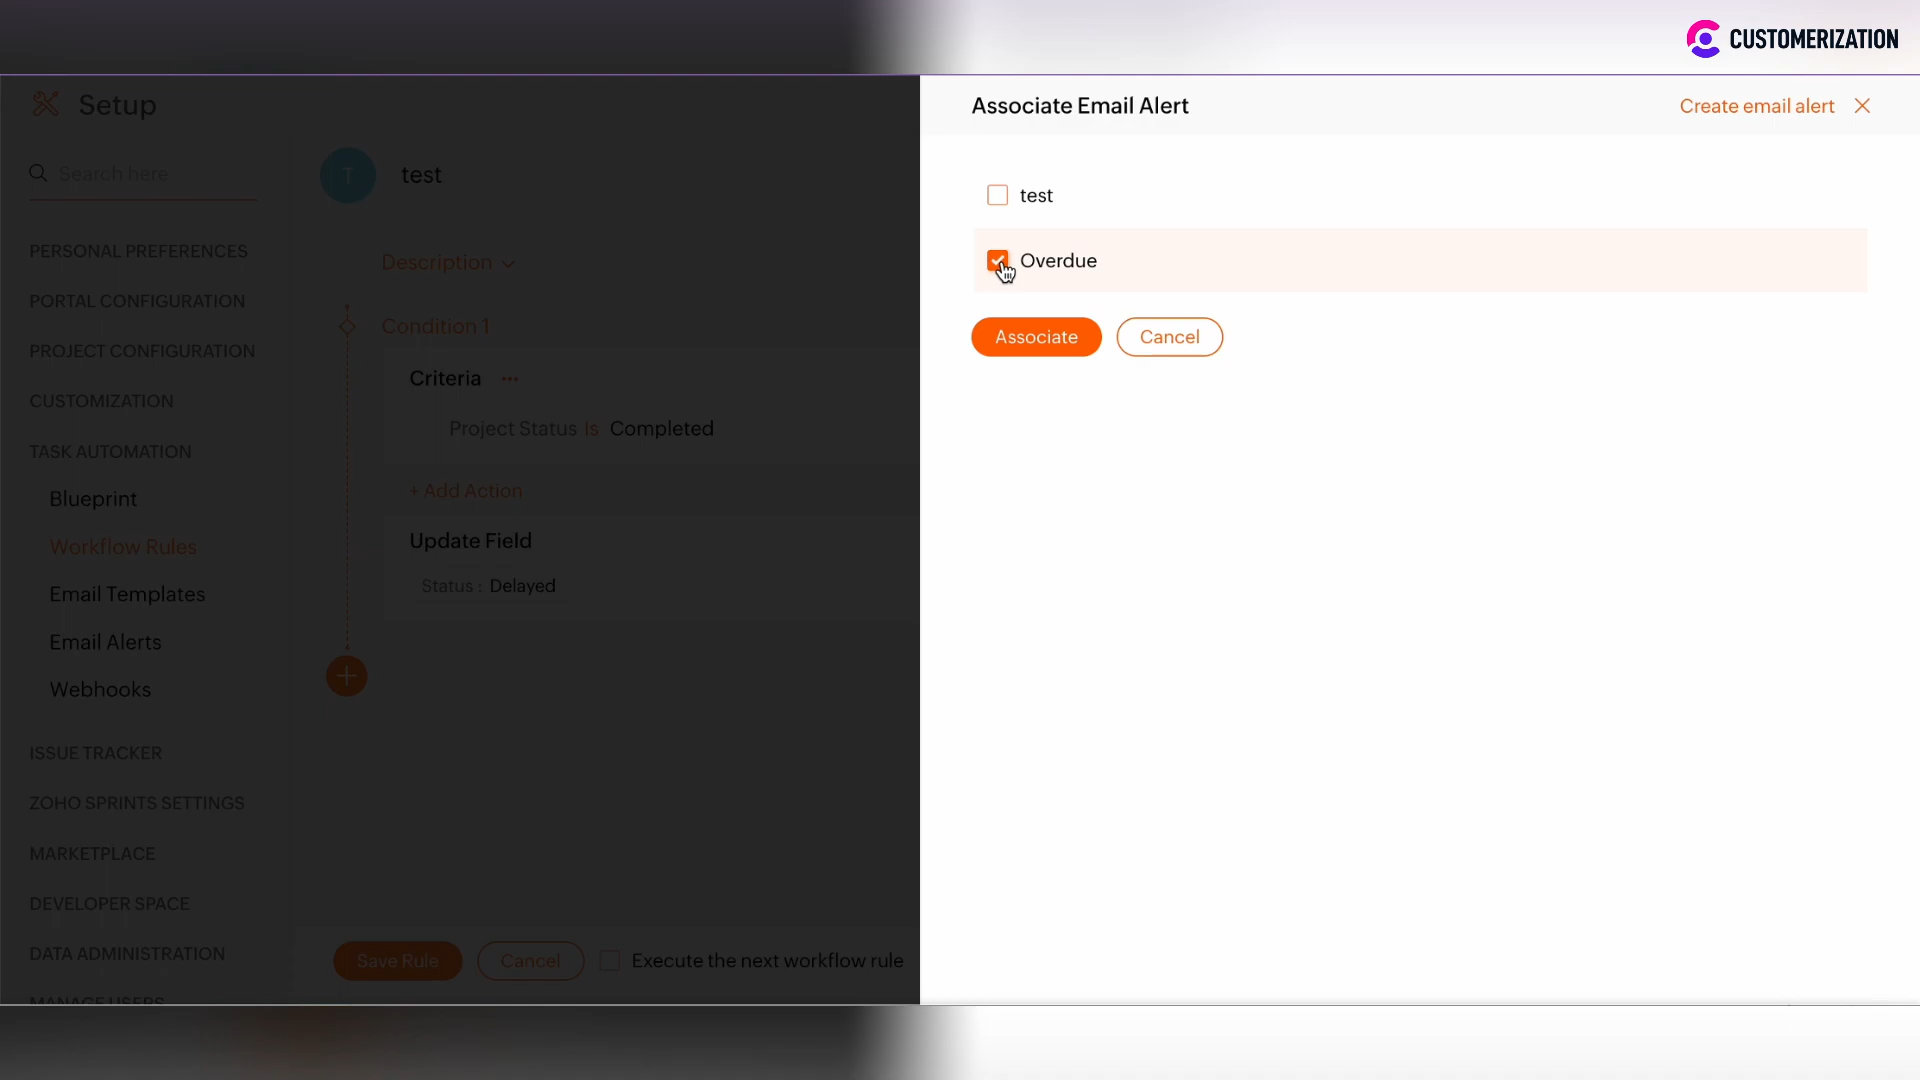 CUSTOMERIZATION
Setup
Search here
PERSONAL PREFERENCES
PORTAL CONFIGURATION
PROJECT CONFIGURATION
CUSTOMIZATION
TASK AUTOMATION
Blueprint
Workflow Rules
Email Templates
Email Alerts
Webhooks
ISSUE TRACKER
ZOHO SPRINTS SETTINGS
MARKETPLACE
DEVELOPER SPACE
DATA ADMINISTRATION
MANAGE USERS
T test
Description
Condition 1
Criteria ...
Project Status Is Completed
+ Add Action
Update Field
Status : Delayed
Save Rule Cancel Execute the next workflow rule
Associate Email Alert Create email alert
test
Overdue
Associate Cancel